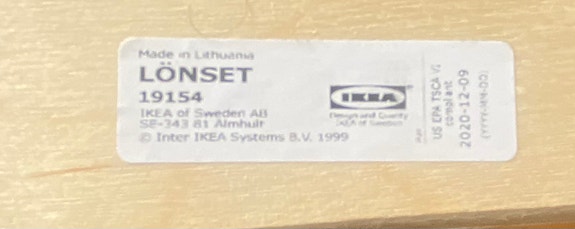 Made in Lithuania
LÖNSET
19154
IKEA of Sweden AB
SE-343 81 Älmhult
© Inter IKEA Systems B.V. 1999
IKEA
Design and Quality
IKEA of Sweden
US EPA TSCA VI
compliant
2020-12-09
(YYYY-MM-DD)